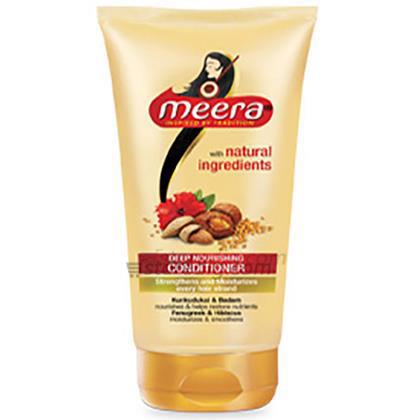 meera
INSPIRED BY TRADITION
with natural
ingredients
DEEP NOURISHING
CONDITIONER
Strengthens and Moisturizes
every hair strand
Kunkudukai & Badam
nourishes & helps restore nutrients
Fenugreek & Hibiscus
moisturizes & smoothens